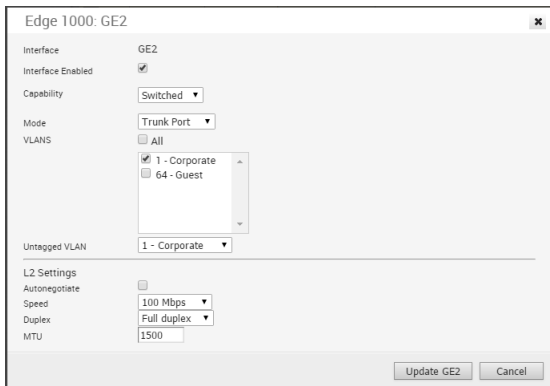 Edge 1000: GE2
Interface GE2
Interface Enabled
Capability Switched
Mode Trunk Port
VLANS All
1 - Corporate
64 - Guest
Untagged VLAN 1 - Corporate
L2 Settings
Autonegotiate
Speed 100 Mbps
Duplex Full duplex
MTU 1500
Update GE2 Cancel